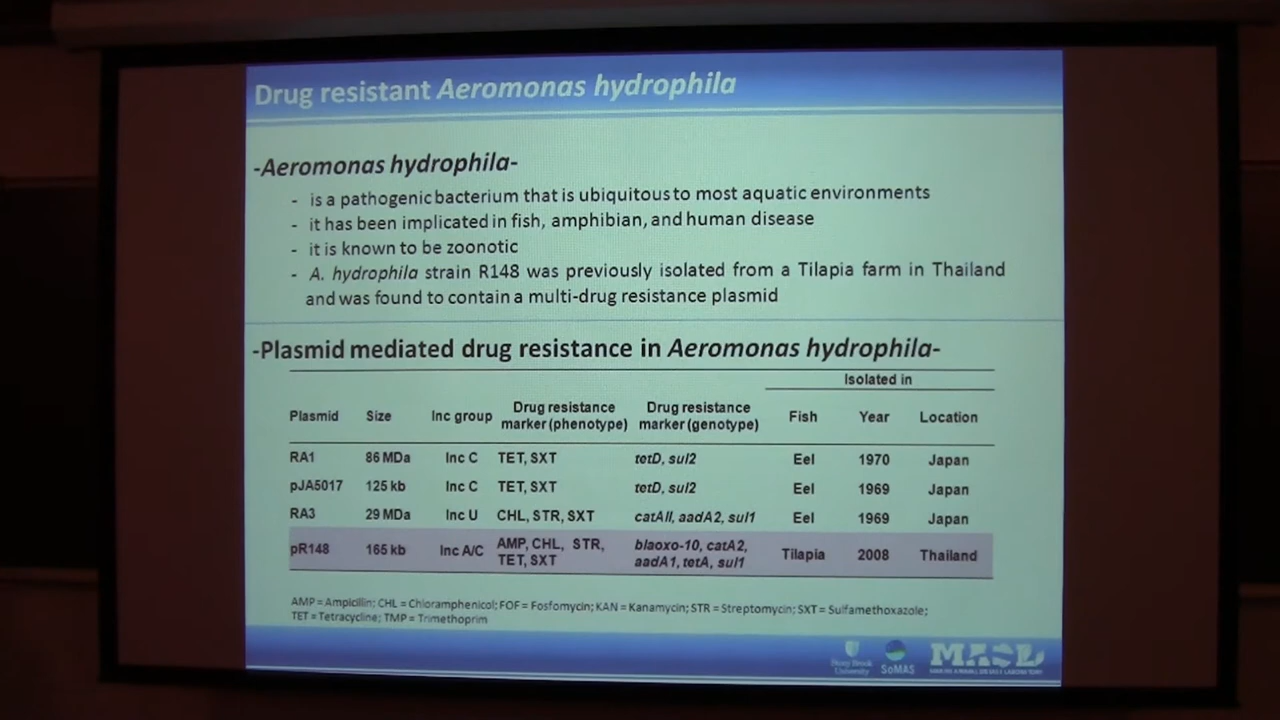 Drug resistant Aeromonas hydrophila
-Aeromonas hydrophila-
- is a pathogenic bacterium that is ubiquitous to most aquatic environments
- it has been implicated in fish, amphibian, and human disease
- it is known to be zoonotic
- A. hydrophila strain R148 was previously isolated from a Tilapia farm in Thailand
and was found to contain a multi-drug resistance plasmid
-Plasmid mediated drug resistance in Aeromonas hydrophila-
Isolated in
Plasmid Size Inc group Drug resistance marker (phenotype) Drug resistance marker (genotype) Fish Year Location
RA1 86 MDa Inc C TET, SXT tetD, sul2 Eel 1970 Japan
pJA5017 125 kb Inc C TET, SXT tetD, sul2 Eel 1969 Japan
RA3 29 MDa Inc U CHL, STR, SXT catAII, aadA2, sul1 Eel 1969 Japan
pR148 165 kb Inc A/C AMP, CHL, STR, TET, SXT blaoxo-10, catA2, aadA1, tetA, sul1 Tilapia 2008 Thailand
AMP = Ampicillin; CHL = Chloramphenicol; FOF = Fosfomycin; KAN = Kanamycin; STR = Streptomycin; SXT = Sulfamethoxazole;
TET = Tetracycline; TMP = Trimethoprim
Stony Brook
University
SoMAS
MADL